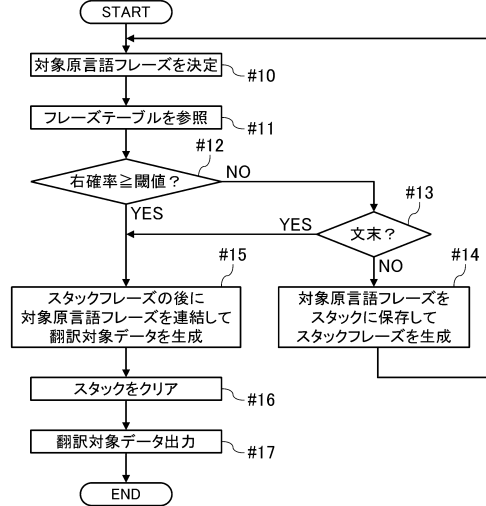 START
対象原言語フレーズを決定
#10
フレーズテーブルを参照
#11
#12
右確率≧閾値？
NO
YES
#13
文末？
YES
NO
#15
スタックフレーズの後に
対象原言語フレーズを連結して
翻訳対象データを生成
#14
対象原言語フレーズを
スタックに保存して
スタックフレーズを生成
スタックをクリア
#16
翻訳対象データ出力
#17
END